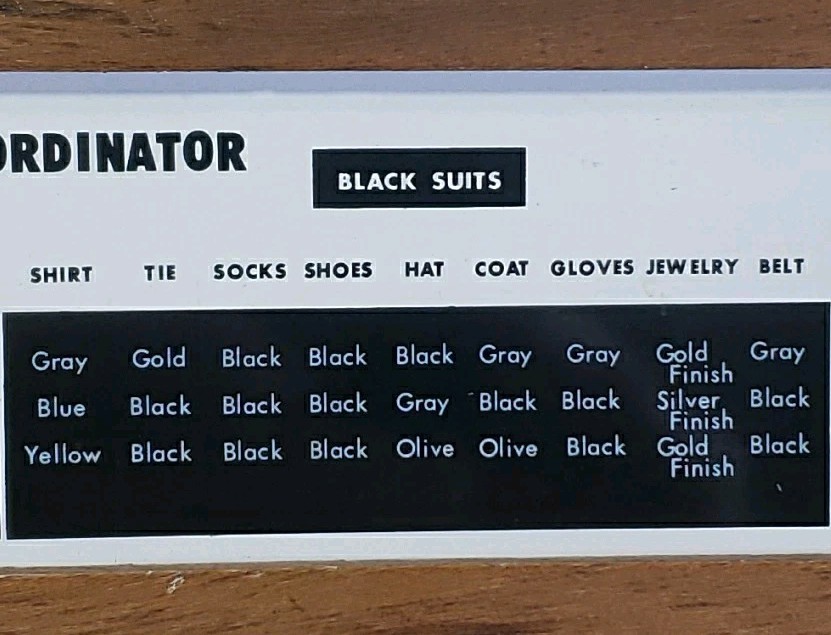 ORDINATOR
BLACK SUITS
SHIRT TIE SOCKS SHOES HAT COAT GLOVES JEWELRY BELT
Gray Gold Black Black Black Gray Gray Gold Finish Gray
Blue Black Black Black Gray Black Black Silver Finish Black
Yellow Black Black Black Olive Olive Black Gold Finish Black